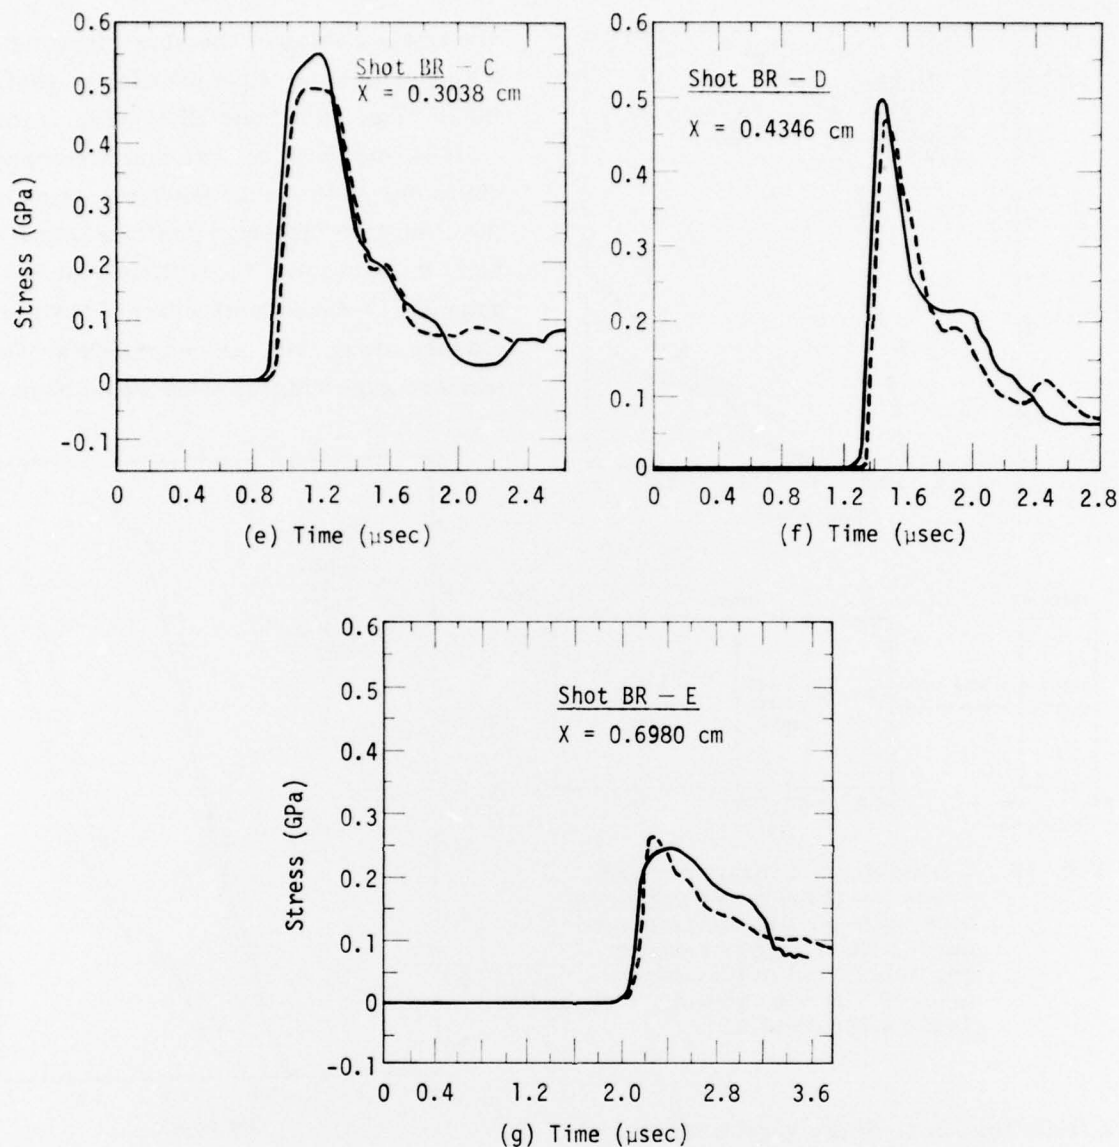 0.6
0.5
0.4
0.3
0.2
0.1
0
-0.1
Stress (GPa)
Shot BR – C
X = 0.3038 cm
0 0.4 1.2 2.0 2.4
(e) Time (μsec)
0.6
0.5
0.4
0.3
0.2
0.1
0
Shot BR – D
X = 0.4346 cm
0 0.4 0.8 1.2 1.6 2.0 2.4 2.8
(f) Time (μsec)
0.6
0.5
0.4
0.3
0.2
0.1
0
-0.1
Stress (GPa)
Shot BR – E
X = 0.6980 cm
0 0.4 1.2 2.0 2.8 3.6
(g) Time (μsec)